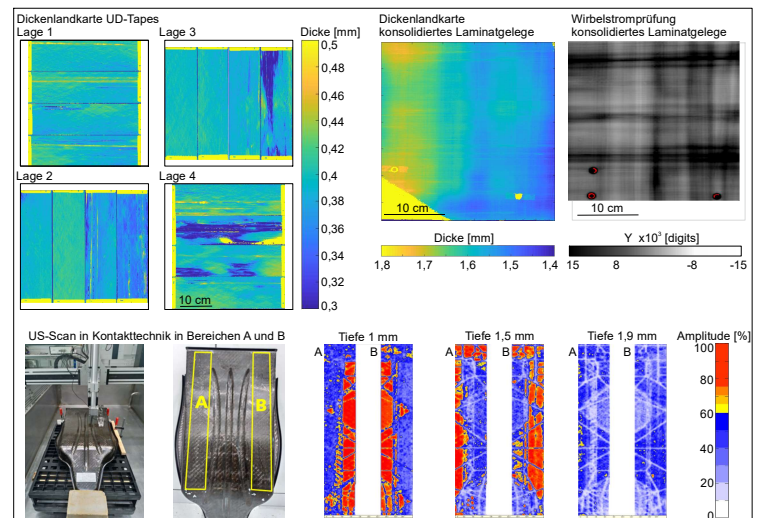 Dickenlandkarte UD-Tapes
Lage 1
Lage 3
Dicke [mm]
0,5
0,48
0,46
0,44
0,42
0,40
0,38
0,36
0,34
0,32
0,3
Lage 2
Lage 4
10 cm
Dickenlandkarte
konsolidiertes Laminatgelege
10 cm
Dicke [mm]
1,8 1,7 1,6 1,5 1,4
Wirbelstromprüfung
konsolidiertes Laminatgelege
10 cm
Y x10³ [digits]
15 8 -8 -15
US-Scan in Kontakttechnik in Bereichen A und B
A B
Tiefe 1 mm
A B
Tiefe 1,5 mm
A B
Tiefe 1,9 mm
A B
Amplitude [%]
100
80
60
40
20
0